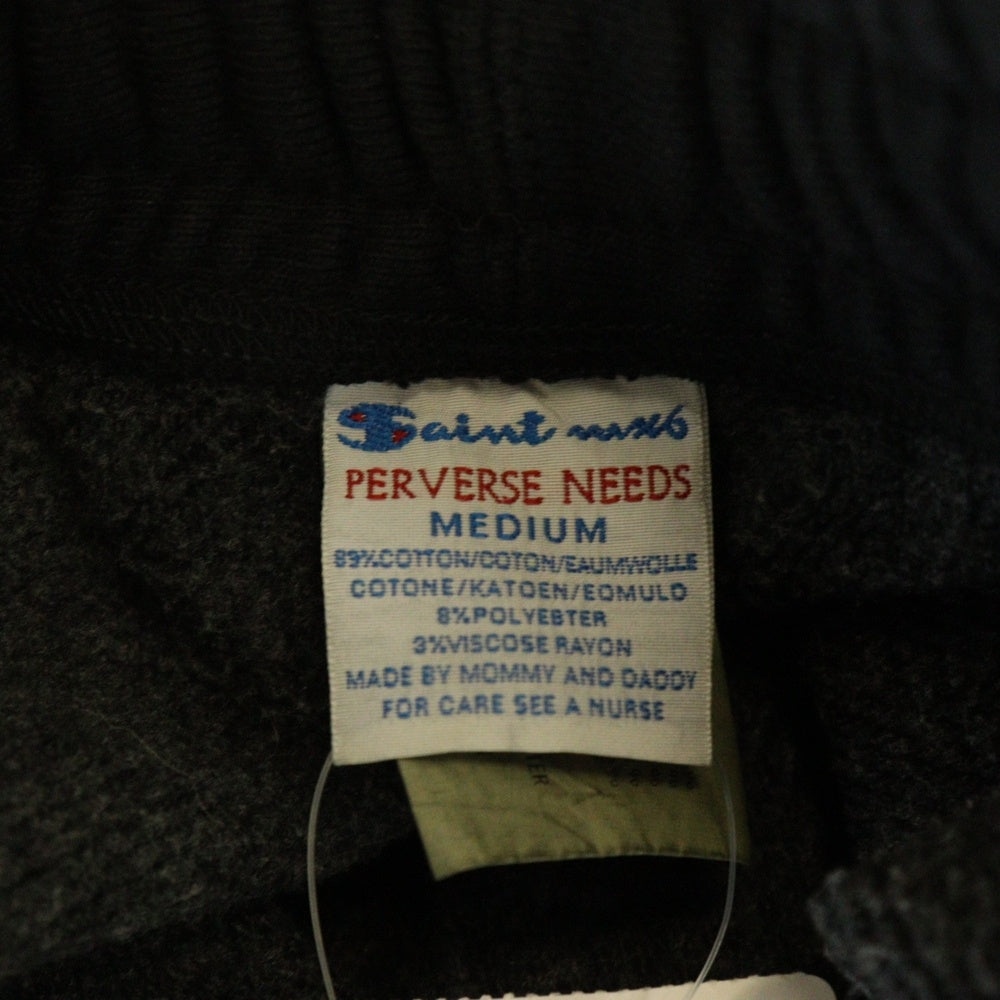 Saint mx6
PERVERSE NEEDS
MEDIUM
89%COTTON/COTON/EAUMWOLLE
COTONE/KATOEN/EOMULO
8%POLYEBTER
3%VISCOSE RAYON
MADE BY MOMMY AND DADDY
FOR CARE SEE A NURSE